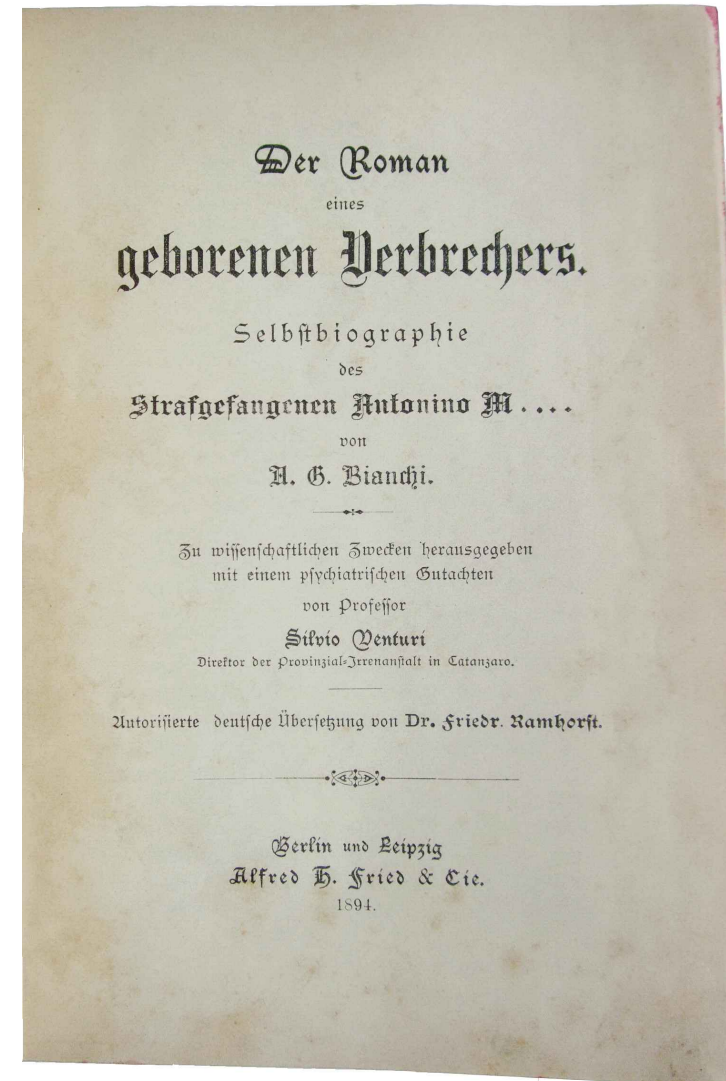 Der Roman
eines
geborenen Verbrechers.
Selbstbiographie
des
Strafgefangenen Antonino M....
von
A. G. Bianchi.
Zu wissenschaftlichen Zwecken herausgegeben
mit einem psychiatrischen Gutachten
von Professor
Silvio Venturi
Direktor der Provinzial-Irrenanstalt in Catanzaro.
Autorisierte deutsche Übersetzung von Dr. Friedr. Ramhorst.
Berlin und Leipzig
Alfred H. Fried & Cie.
1894.